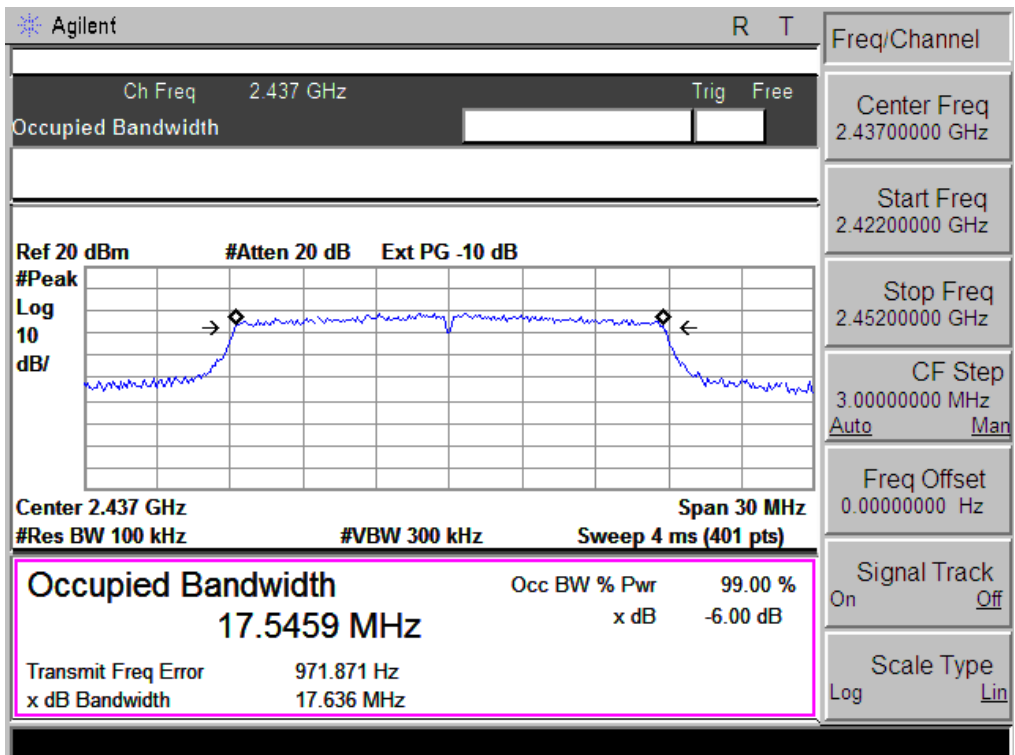 Agilent R T
Freq/Channel
Ch Freq 2.437 GHz Trig Free
Occupied Bandwidth
Center Freq
2.43700000 GHz
Start Freq
2.42200000 GHz
Stop Freq
2.45200000 GHz
CF Step
3.00000000 MHz
Auto Man
Freq Offset
0.00000000 Hz
Signal Track
On Off
Scale Type
Log Lin
Ref 20 dBm #Atten 20 dB Ext PG -10 dB
#Peak
Log
10
dB/
Center 2.437 GHz Span 30 MHz
#Res BW 100 kHz #VBW 300 kHz Sweep 4 ms (401 pts)
Occupied Bandwidth Occ BW % Pwr 99.00 %
17.5459 MHz x dB -6.00 dB
Transmit Freq Error 971.871 Hz
x dB Bandwidth 17.636 MHz